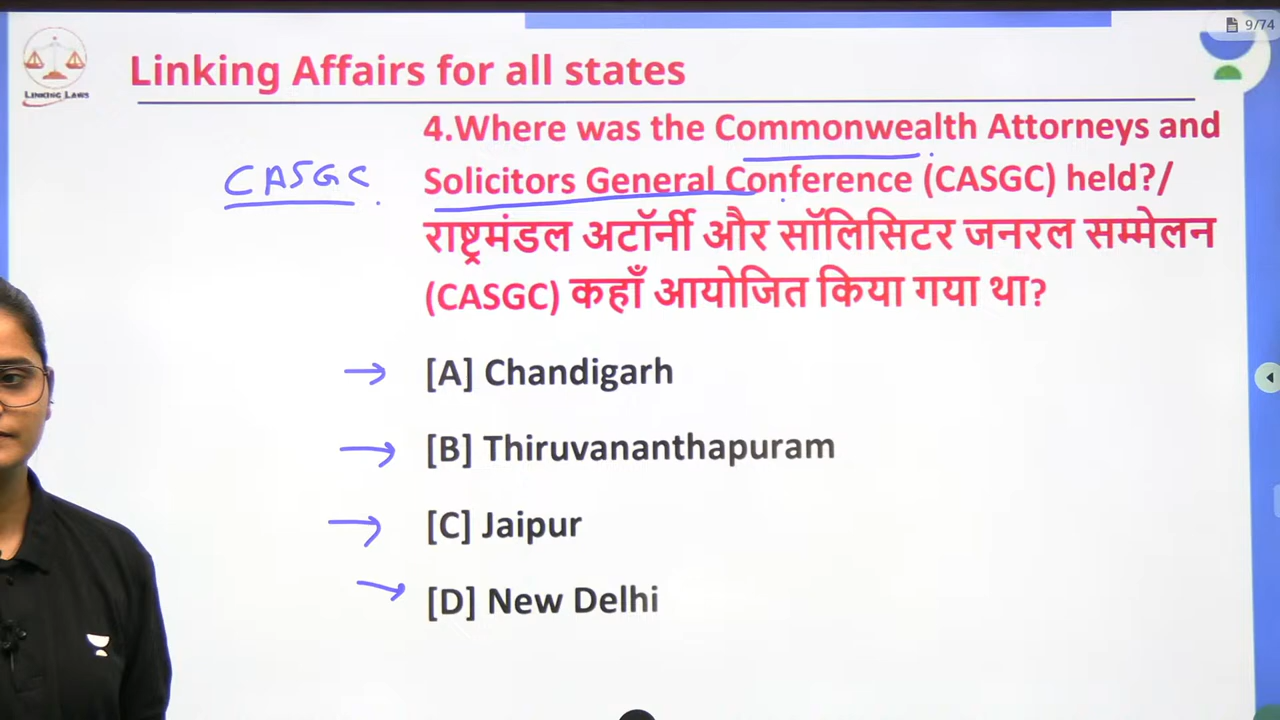 9/74
Linking Affairs for all states
LINKING LAWS
4.Where was the Commonwealth Attorneys and
CASGC
Solicitors General Conference (CASGC) held?/
राष्ट्रमंडल अटॉर्नी और सॉलिसिटर जनरल सम्मेलन
(CASGC) कहाँ आयोजित किया गया था?
[A] Chandigarh
[B] Thiruvananthapuram
[C] Jaipur
[D] New Delhi